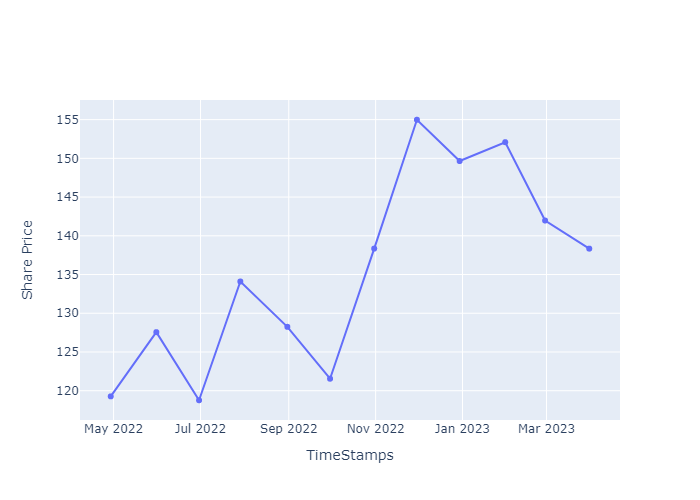 155
150
145
140
135
130
125
120
Share Price
May 2022
Jul 2022
Sep 2022
Nov 2022
Jan 2023
Mar 2023
TimeStamps